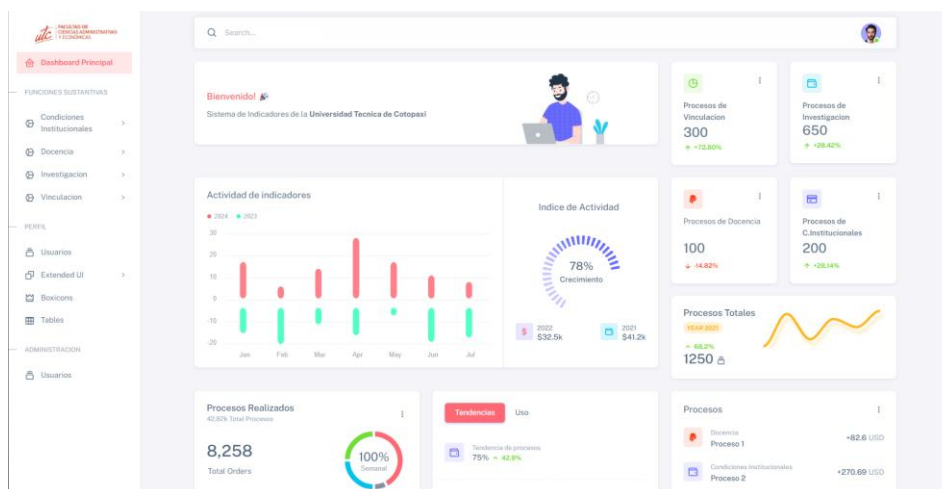 utc
FACULTAD DE
CIENCIAS ADMINISTRATIVAS
Y ECONÓMICAS
Search...
Dashboard Principal
FUNCIONES SUSTANTIVAS
Condiciones
Institucionales
Docencia
Investigacion
Vinculacion
PERFIL
Usuarios
Extended UI
Boxicons
Tables
ADMINISTRACION
Usuarios
Bienvenido!
Sistema de Indicadores de la Universidad Tecnica de Cotopaxi
Procesos de
Vinculacion
300
+72.80%
Procesos de
Investigacion
650
+28.42%
Actividad de indicadores
2024 2023
30
20
10
0
-10
-20
Jan Feb Mar Apr May Jun Jul
Indice de Actividad
78%
Crecimiento
$ 2022
$32.5k
2021
$41.2k
Procesos de Docencia
100
-14.82%
Procesos de
C.Institucionales
200
+28.14%
Procesos Totales
YEAR 2021
68.2%
1250
Procesos Realizados
42.82k Total Procesos
8,258
Total Orders
100%
Semanal
Tendencias Uso
Tendencia de procesos
75% 42.9%
Procesos
Docencia
Proceso 1
+82.6 USD
Condiciones Institucionales
Proceso 2
+270.69 USD